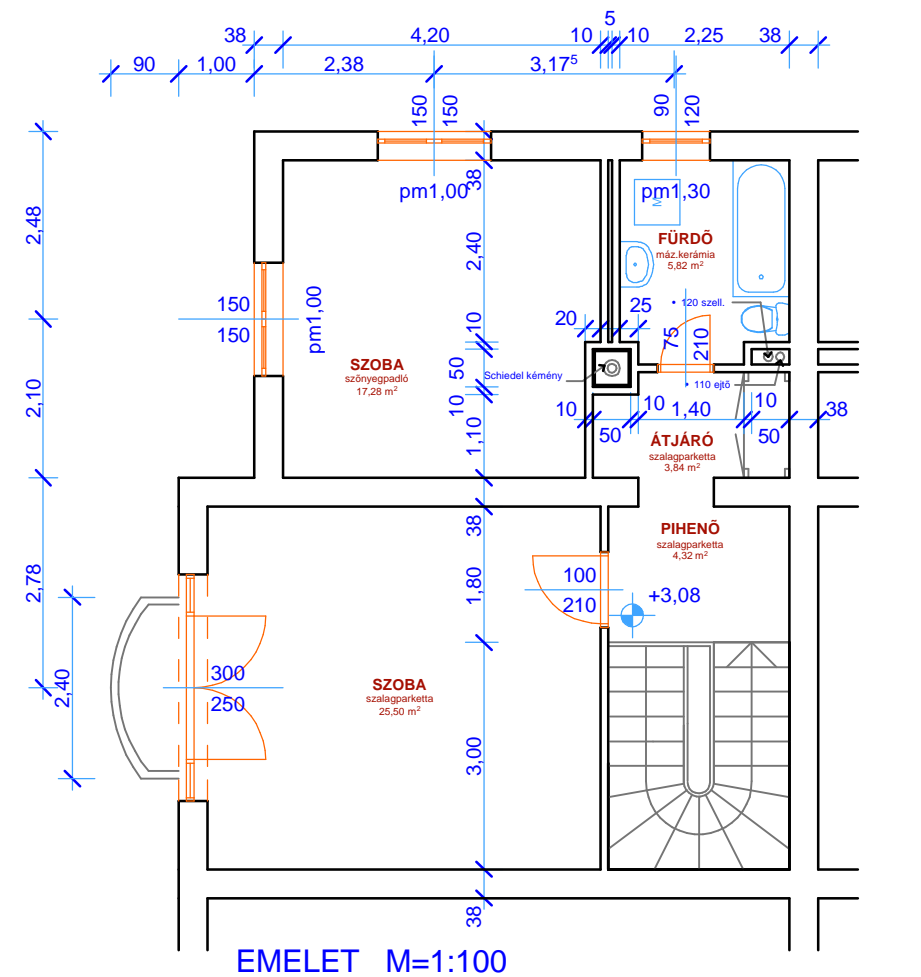 5
38
4,20
10
10
2,25
38
90
1,00
2,38
3,17⁵
150
150
90
120
pm1,00
38
pm1,30
M
FÜRDÕ
máz.kerámia
5,82 m²
2,48
2,40
150
150
pm1,00
120 szell.
20
25
10
75
210
SZOBA
szõnyegpadló
17,28 m²
50
Schiedel kémény
110 ejtõ
2,10
10
1,10
10
50
10
1,40
10
50
38
ÁTJÁRÓ
szalagparketta
3,84 m²
38
PIHENÕ
szalagparketta
4,32 m²
2,78
1,80
100
210
+3,08
2,40
300
250
SZOBA
szalagparketta
25,50 m²
3,00
38
EMELET M=1:100